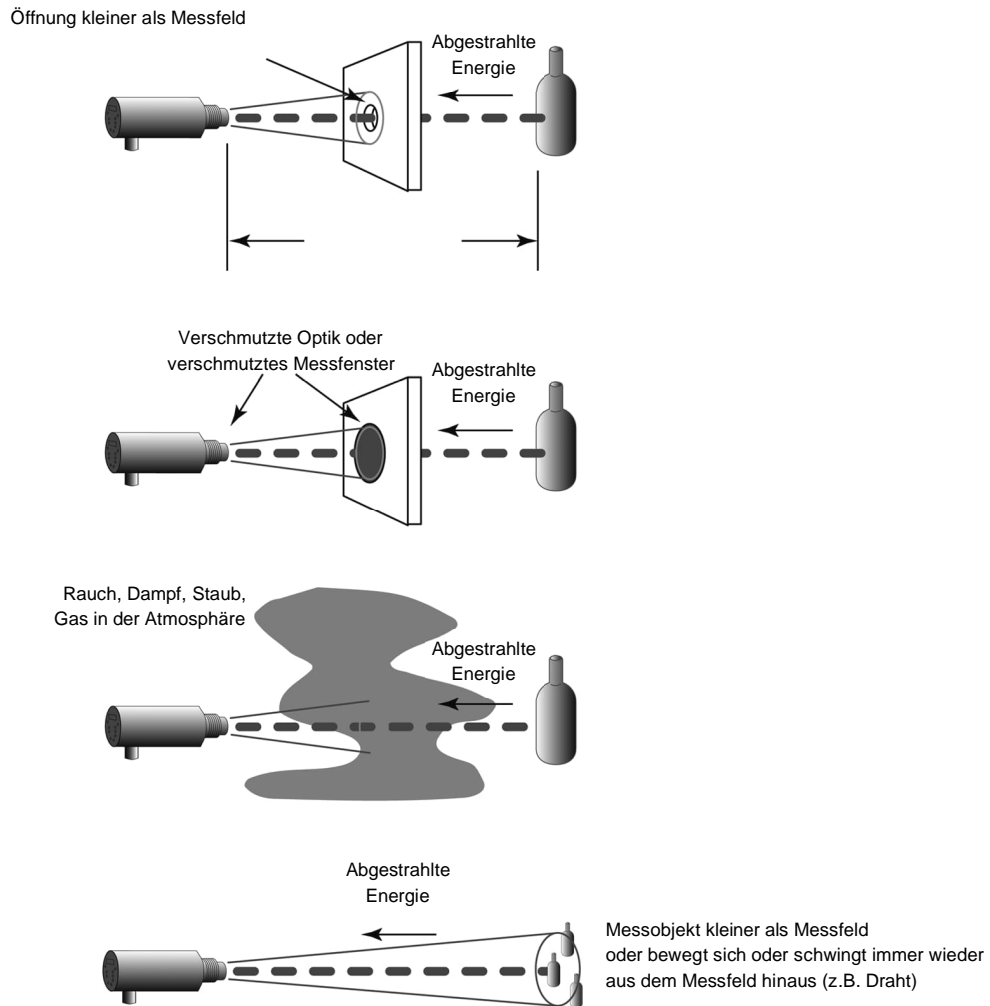 Öffnung kleiner als Messfeld
Abgestrahlte
Energie
Verschmutzte Optik oder
verschmutztes Messfenster
Abgestrahlte
Energie
Rauch, Dampf, Staub,
Gas in der Atmosphäre
Abgestrahlte
Energie
Abgestrahlte
Energie
Messobjekt kleiner als Messfeld
oder bewegt sich oder schwingt immer wieder
aus dem Messfeld hinaus (z.B. Draht)